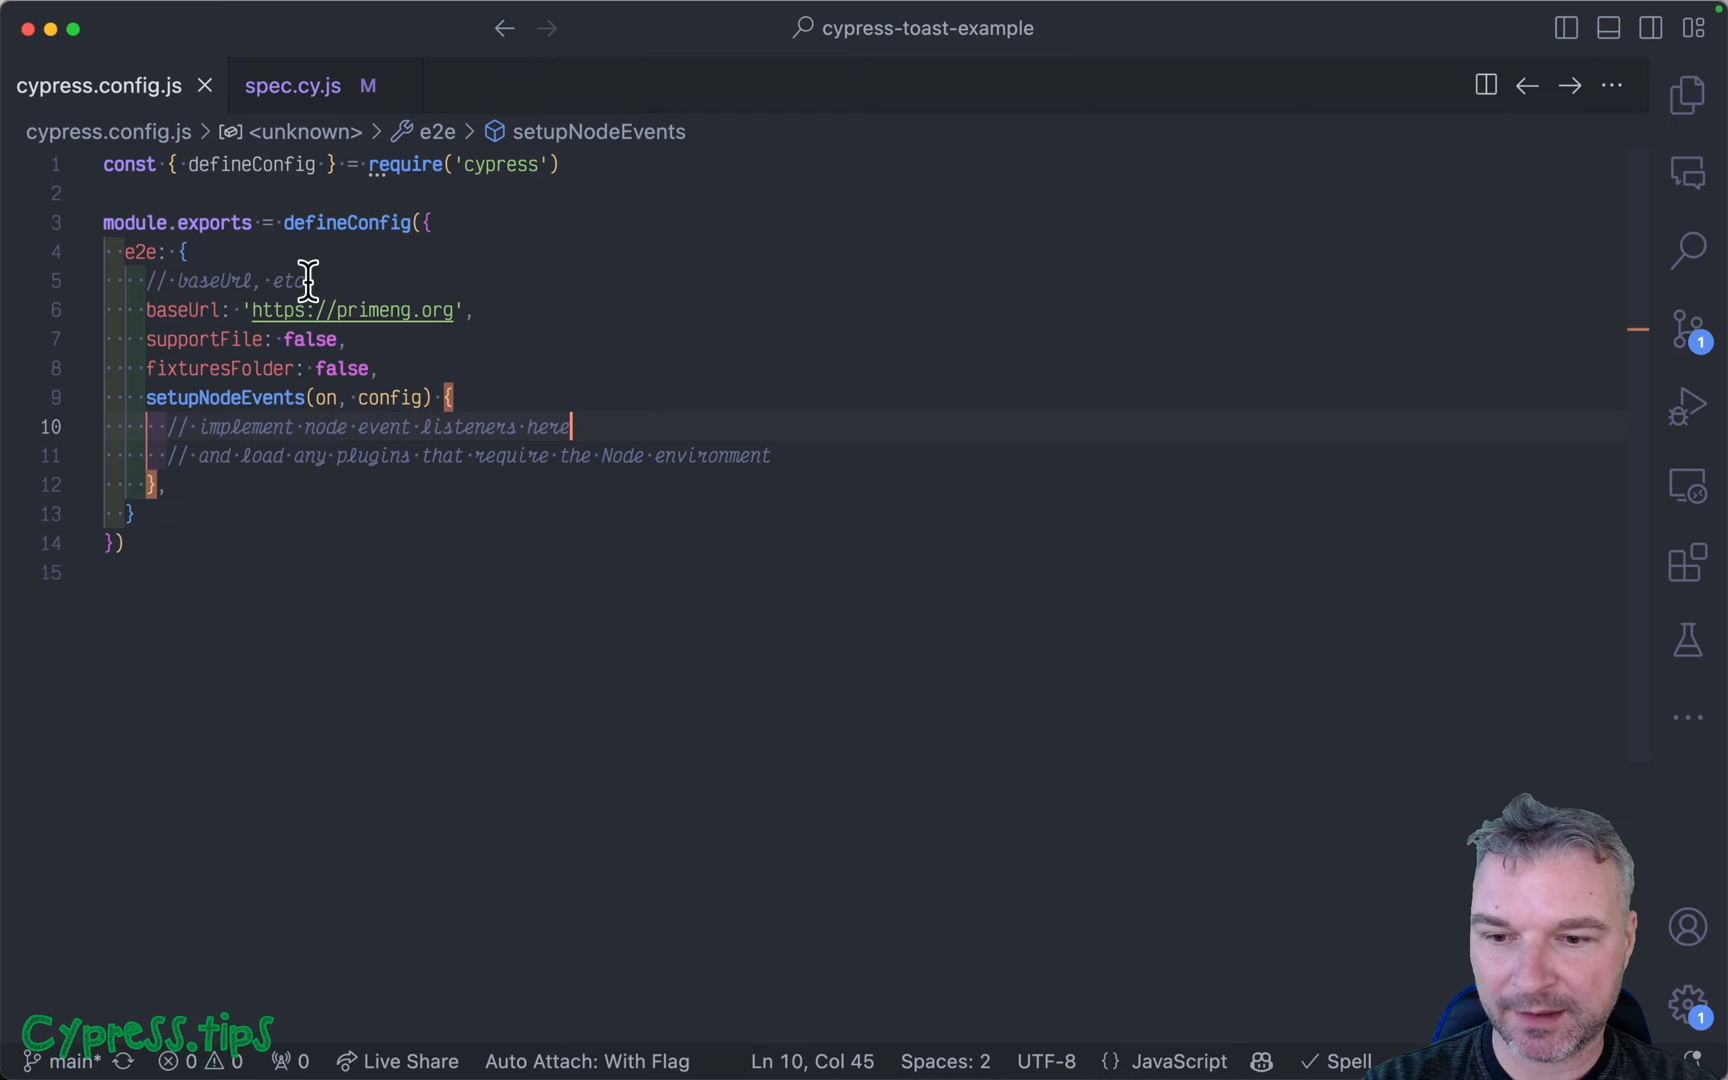 cypress-toast-example
cypress.config.js spec.cy.js M
cypress.config.js > <unknown> > e2e > setupNodeEvents
1 const { defineConfig } = require('cypress')
2
3 module.exports = defineConfig({
4 e2e: {
5 // baseUrl, etc
6 baseUrl: 'https://primeng.org',
7 supportFile: false,
8 fixturesFolder: false,
9 setupNodeEvents(on, config) {
10 // implement node event listeners here
11 // and load any plugins that require the Node environment
12 },
13 }
14 })
15
1
1
Cypress.tips
main* 0 0 0 Live Share Auto Attach: With Flag Ln 10, Col 45 Spaces: 2 UTF-8 {} JavaScript Spell